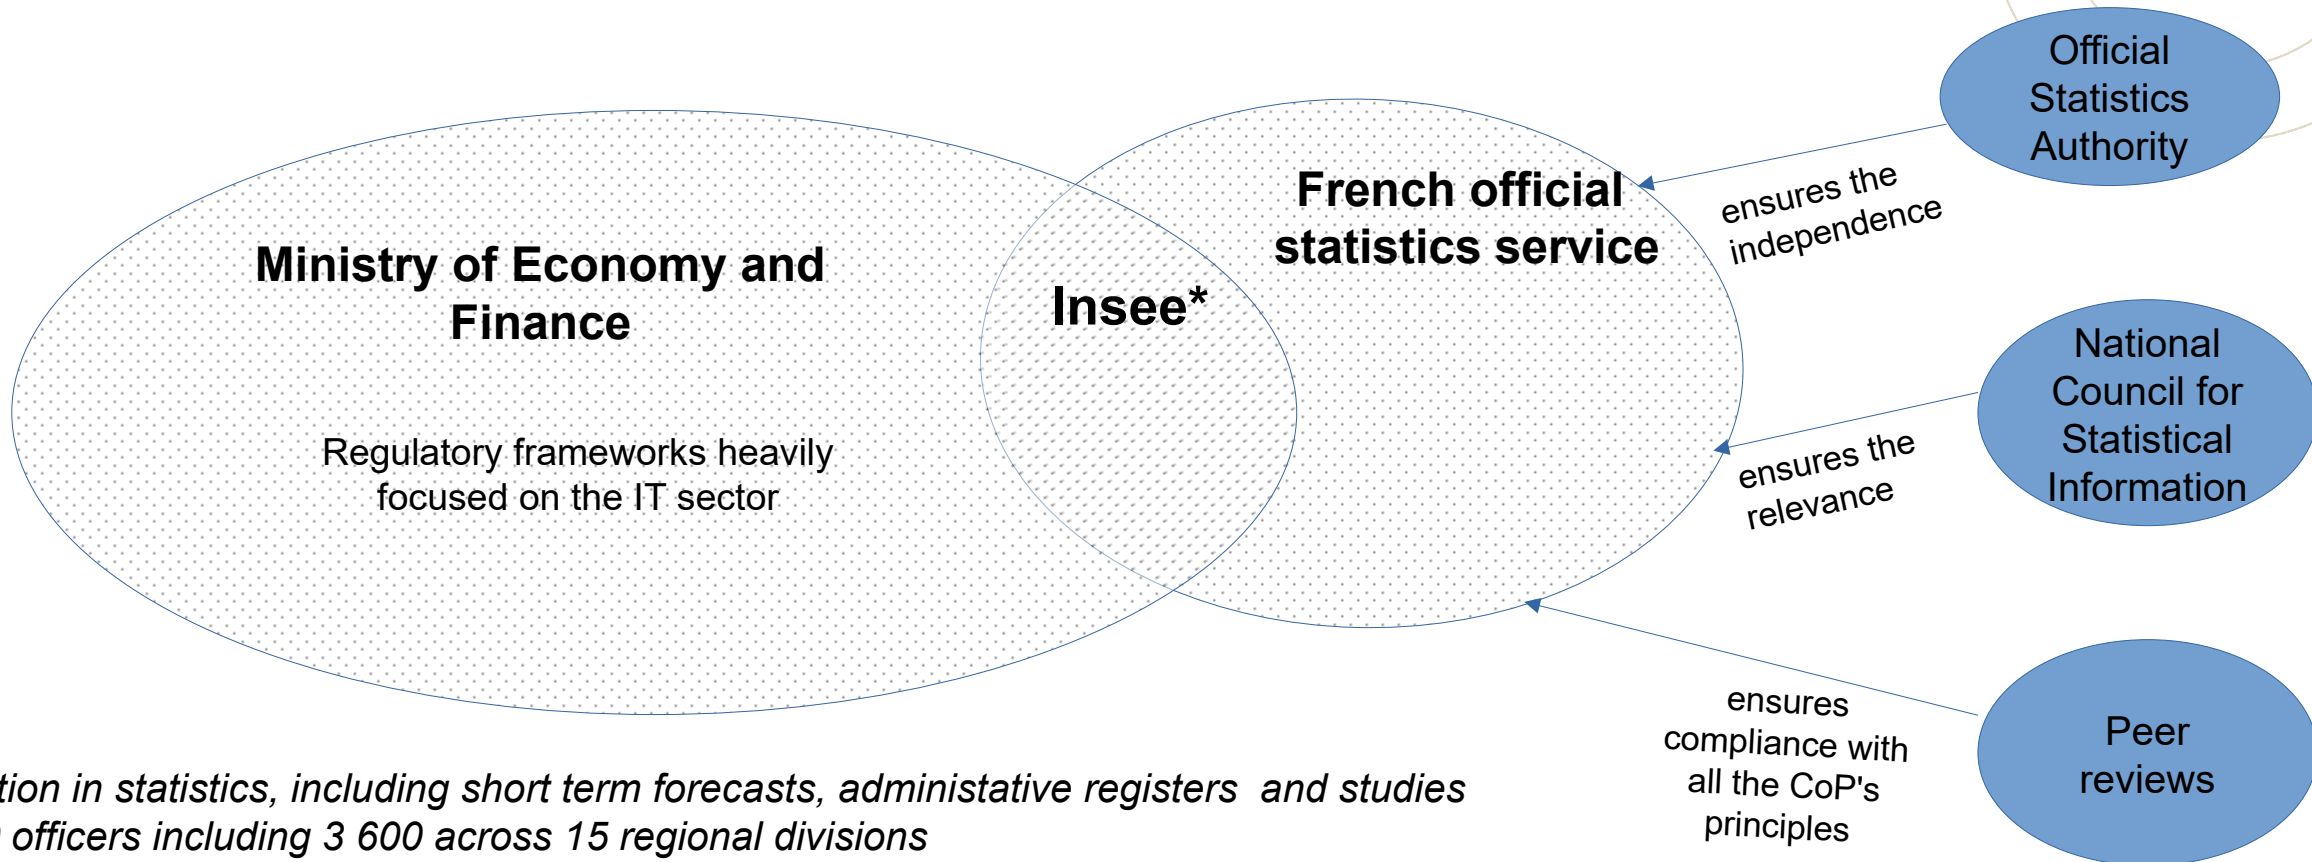 Official
Statistics
Authority
French official
statistics service
ensures the
independence
Ministry of Economy and
Finance
Insee*
National
Council for
Statistical
Information
Regulatory frameworks heavily
focused on the IT sector
ensures the
relevance
ensures
compliance with
all the CoP's
principles
Peer
reviews
in statistics, including short term forecasts, administative registers and studies
officers including 3 600 across 15 regional divisions